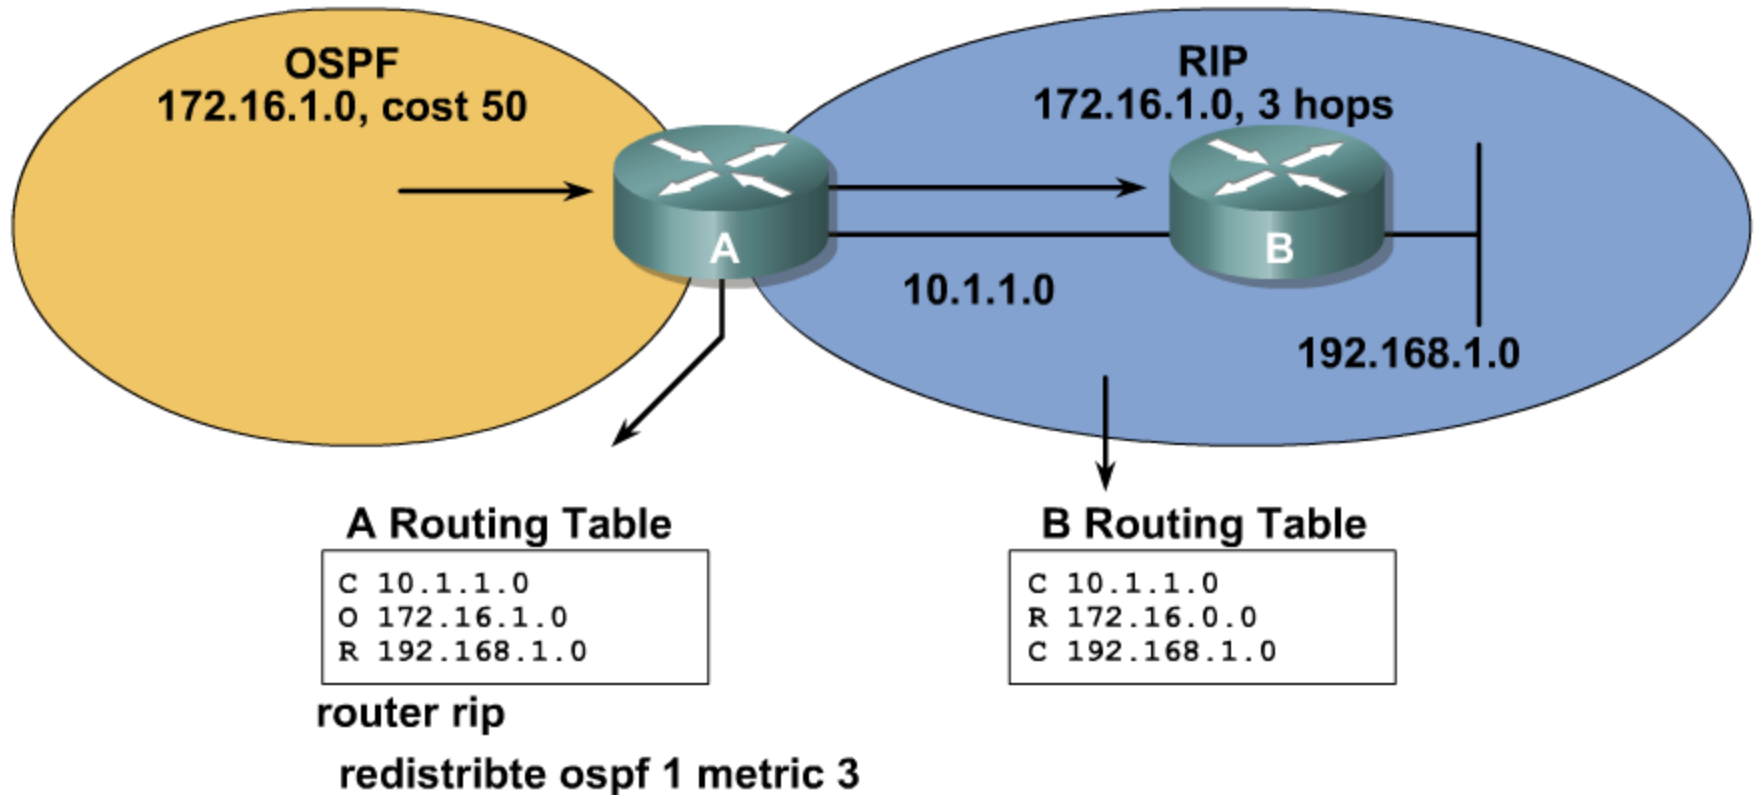 OSPF
172.16.1.0, cost 50
RIP
172.16.1.0, 3 hops
A
B
10.1.1.0
192.168.1.0
A Routing Table
C 10.1.1.0
O 172.16.1.0
R 192.168.1.0
router rip
redistribte ospf 1 metric 3
B Routing Table
C 10.1.1.0
R 172.16.0.0
C 192.168.1.0